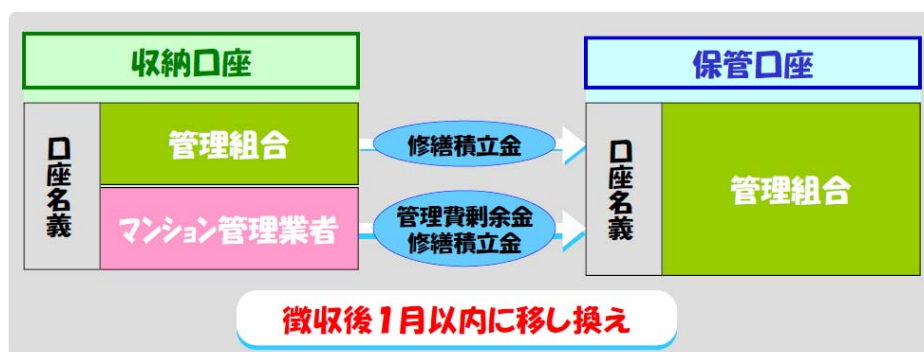 収納口座
保管口座
口座名義
管理組合
マンション管理業者
修繕積立金
管理費剰余金
修繕積立金
口座名義
管理組合
徴収後1月以内に移し換え